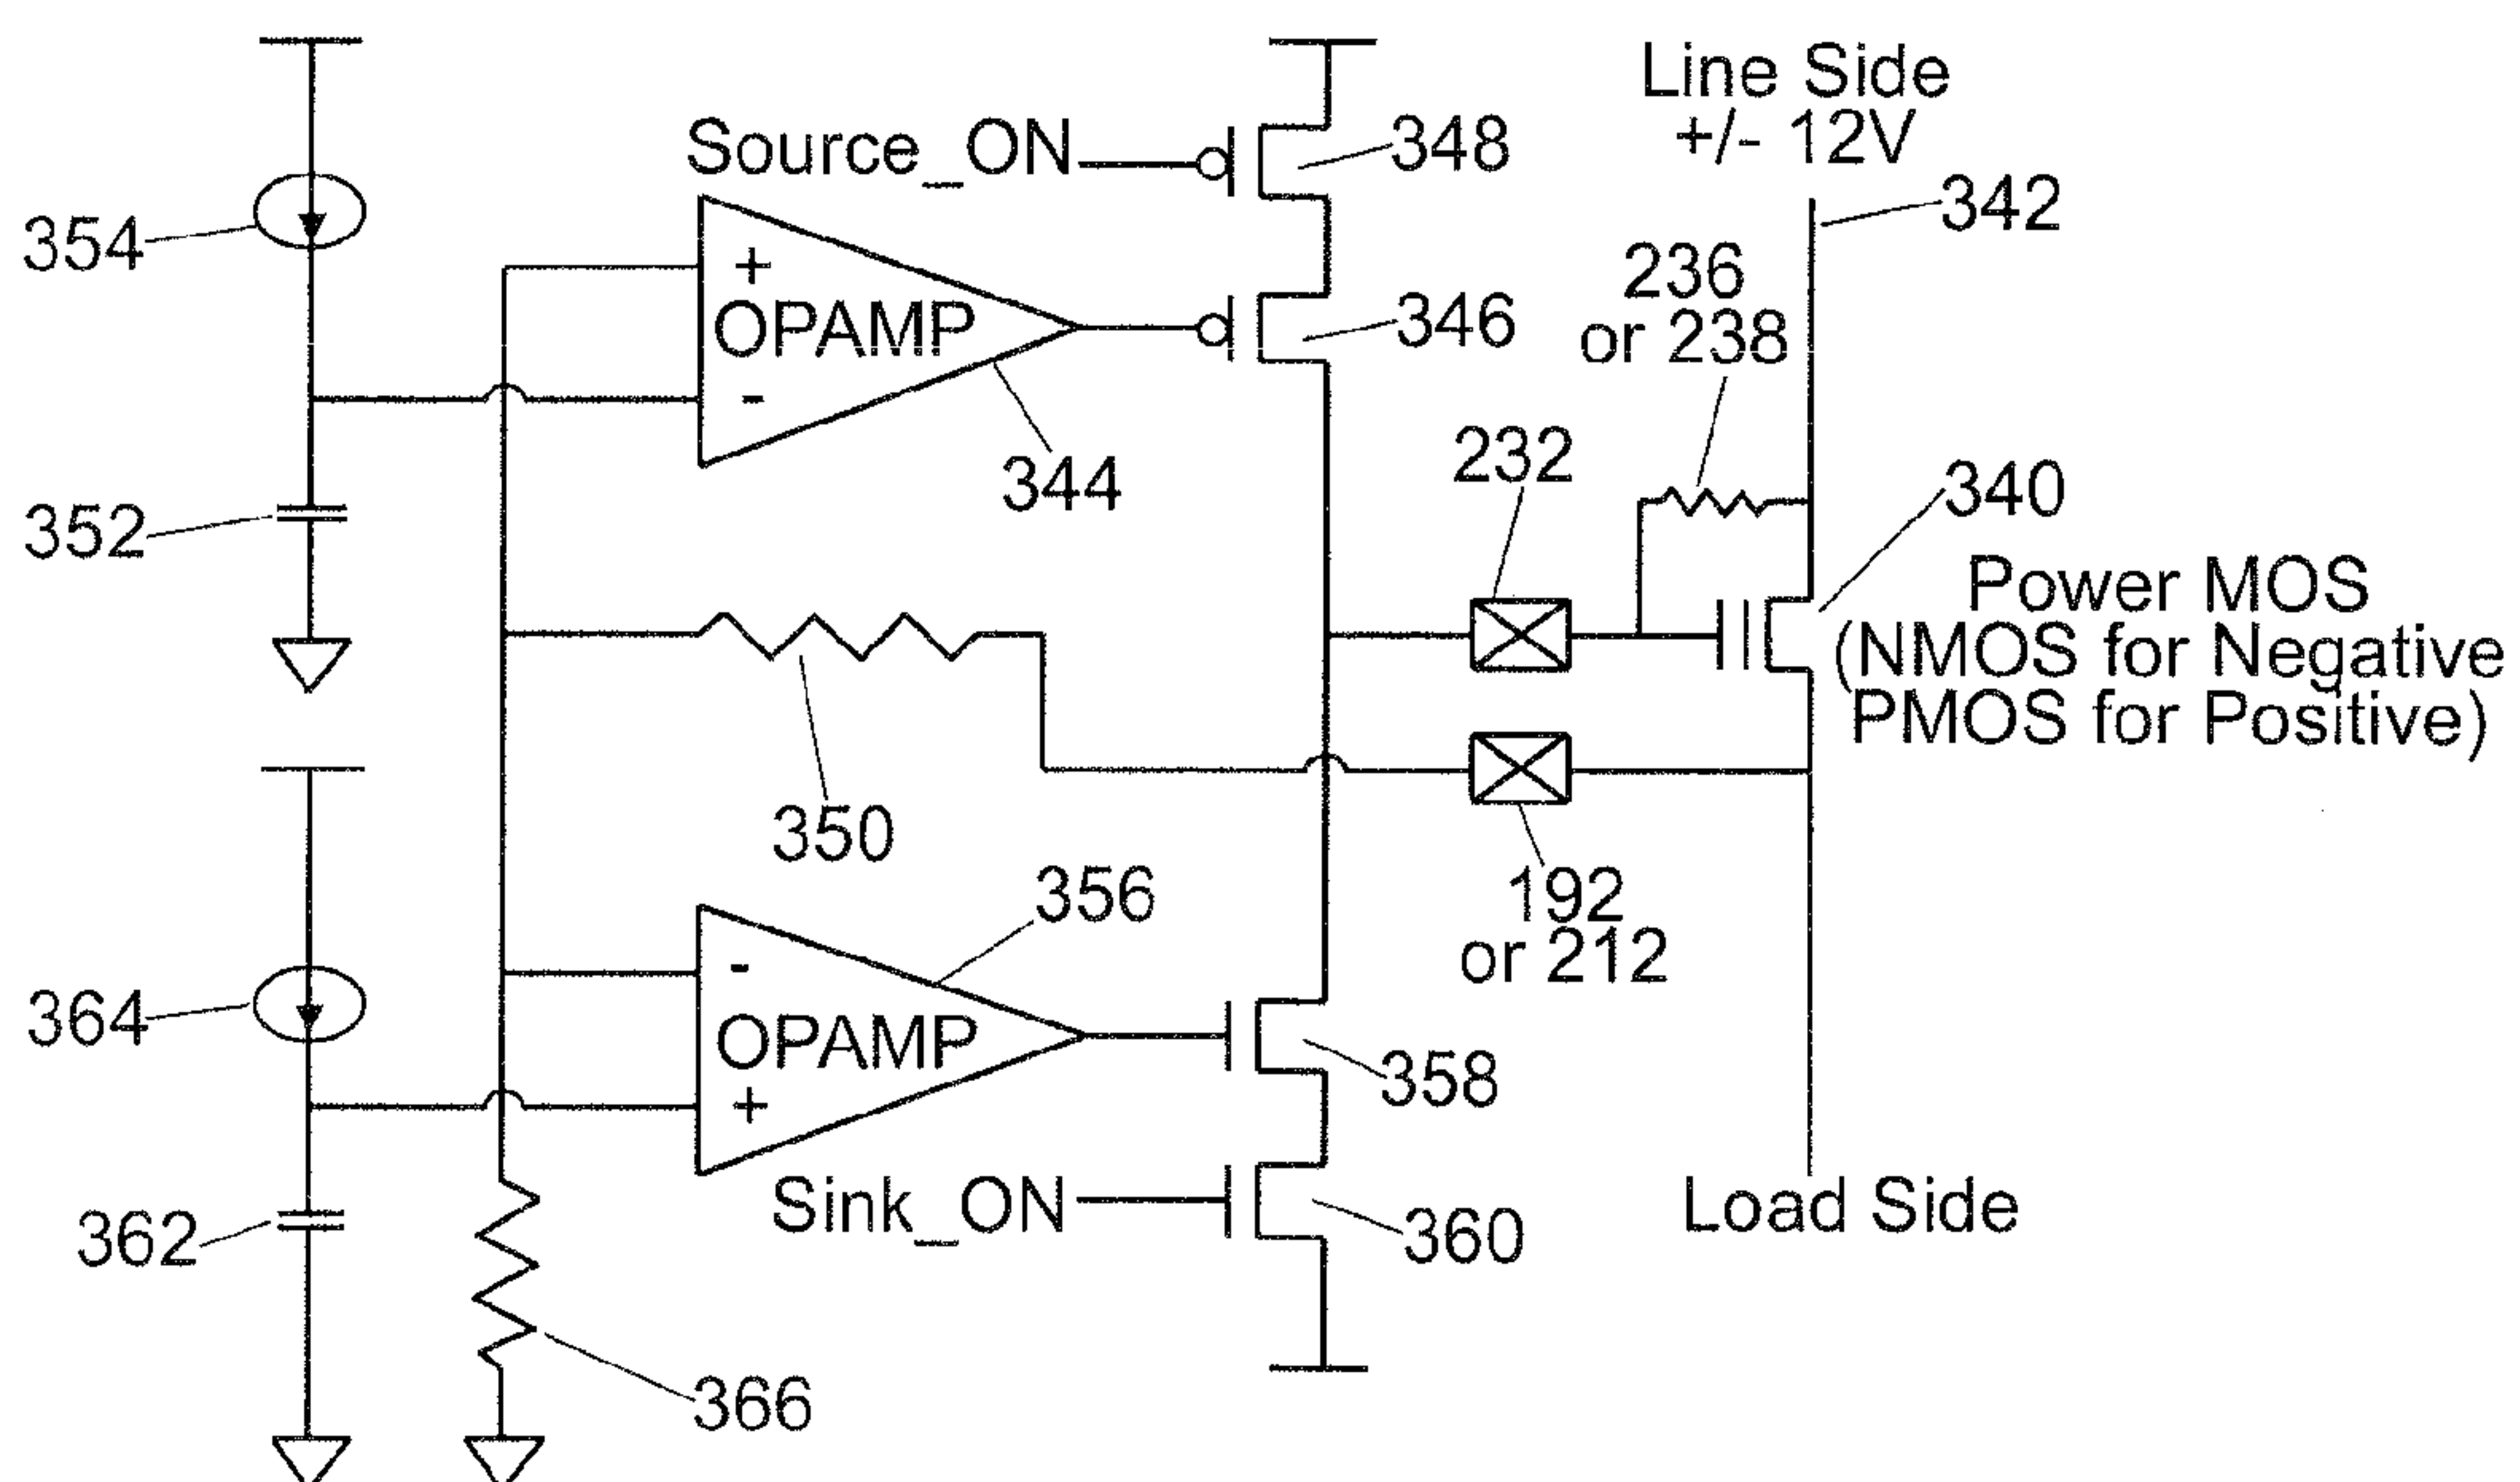 Line Side
+/- 12V
Source_ON
348
342
354
+
OPAMP
-
346
236
or 238
344
232
340
352
Power MOS
(NMOS for Negative
PMOS for Positive)
350
356
192
or 212
364
-
OPAMP
+
358
Sink_ON
360
Load Side
362
366